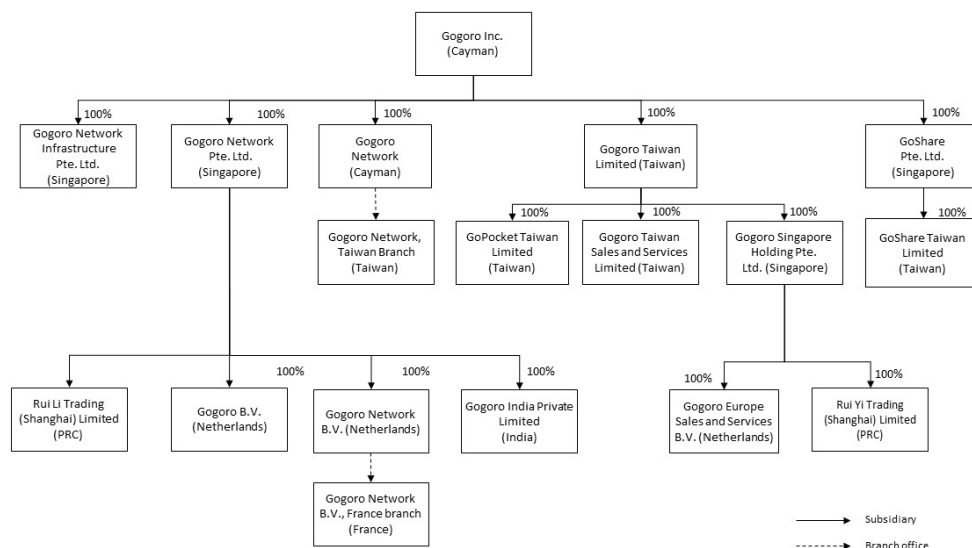 Gogoro Inc.
(Cayman)
100%
100%
100%
100%
100%
Gogoro Network
Infrastructure
Pte. Ltd.
(Singapore)
Gogoro Network
Pte. Ltd.
(Singapore)
Gogoro
Network
(Cayman)
Gogoro Taiwan
Limited (Taiwan)
GoShare
Pte. Ltd.
(Singapore)
100%
100%
100%
100%
Gogoro Network,
Taiwan Branch
(Taiwan)
GoPocket Taiwan
Limited
(Taiwan)
Gogoro Taiwan
Sales and Services
Limited (Taiwan)
Gogoro Singapore
Holding Pte.
Ltd. (Singapore)
GoShare Taiwan
Limited
(Taiwan)
100%
100%
100%
100%
100%
Rui Li Trading
(Shanghai) Limited
(PRC)
Gogoro B.V.
(Netherlands)
Gogoro Network
B.V. (Netherlands)
Gogoro India Private
Limited
(India)
Gogoro Europe
Sales and Services
B.V. (Netherlands)
Rui Yi Trading
(Shanghai) Limited
(PRC)
Gogoro Network
B.V., France branch
(France)
Subsidiary
Branch office